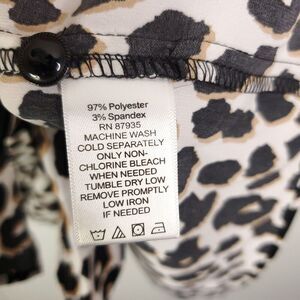 97% Polyester
3% Spandex
RN 87935
MACHINE WASH
COLD SEPARATELY
ONLY NON-
CHLORINE BLEACH
WHEN NEEDED
TUMBLE DRY LOW
REMOVE PROMPTLY
LOW IRON
IF NEEDED